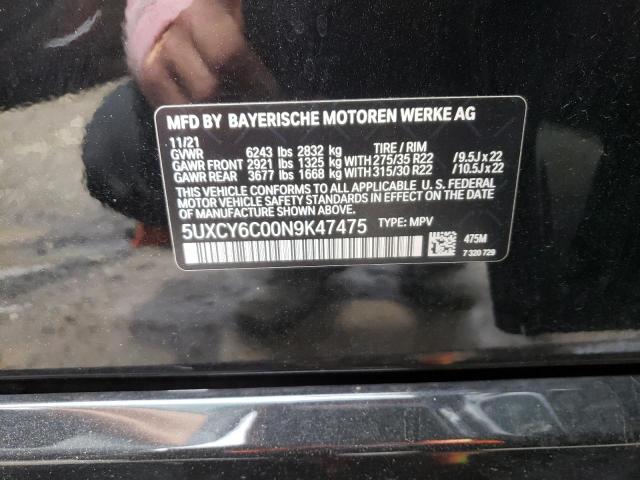 MFD BY BAYERISCHE MOTOREN WERKE AG
11/21
GVWR 6243 lbs 2832 kg TIRE / RIM
GAWR FRONT 2921 lbs 1325 kg WITH 275/35 R22 / 9.5J x 22
GAWR REAR 3677 lbs 1668 kg WITH 315/30 R22 / 10.5J x 22
THIS VEHICLE CONFORMS TO ALL APPLICABLE U. S. FEDERAL
MOTOR VEHICLE SAFETY STANDARDS IN EFFECT ON THE
DATE OF MANUFACTURE SHOWN ABOVE.
5UXCY6C00N9K47475 TYPE: MPV
475M
7 320 729